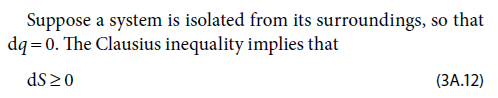 Suppose a system is isolated from its surroundings, so that
dq = 0. The Clausius inequality implies that
dS ≥ 0 (3A.12)